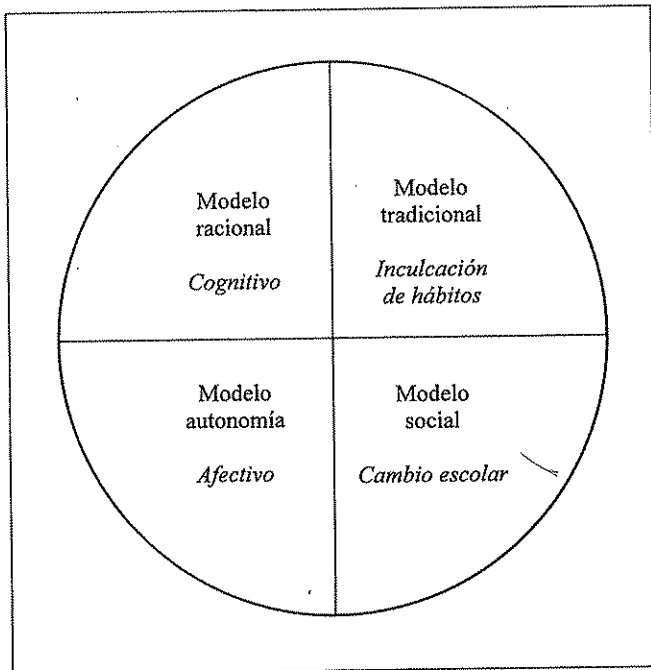 Modelo
racional
Cognitivo
Modelo
tradicional
Inculcación
de hábitos
Modelo
autonomía
Afectivo
Modelo
social
Cambio escolar